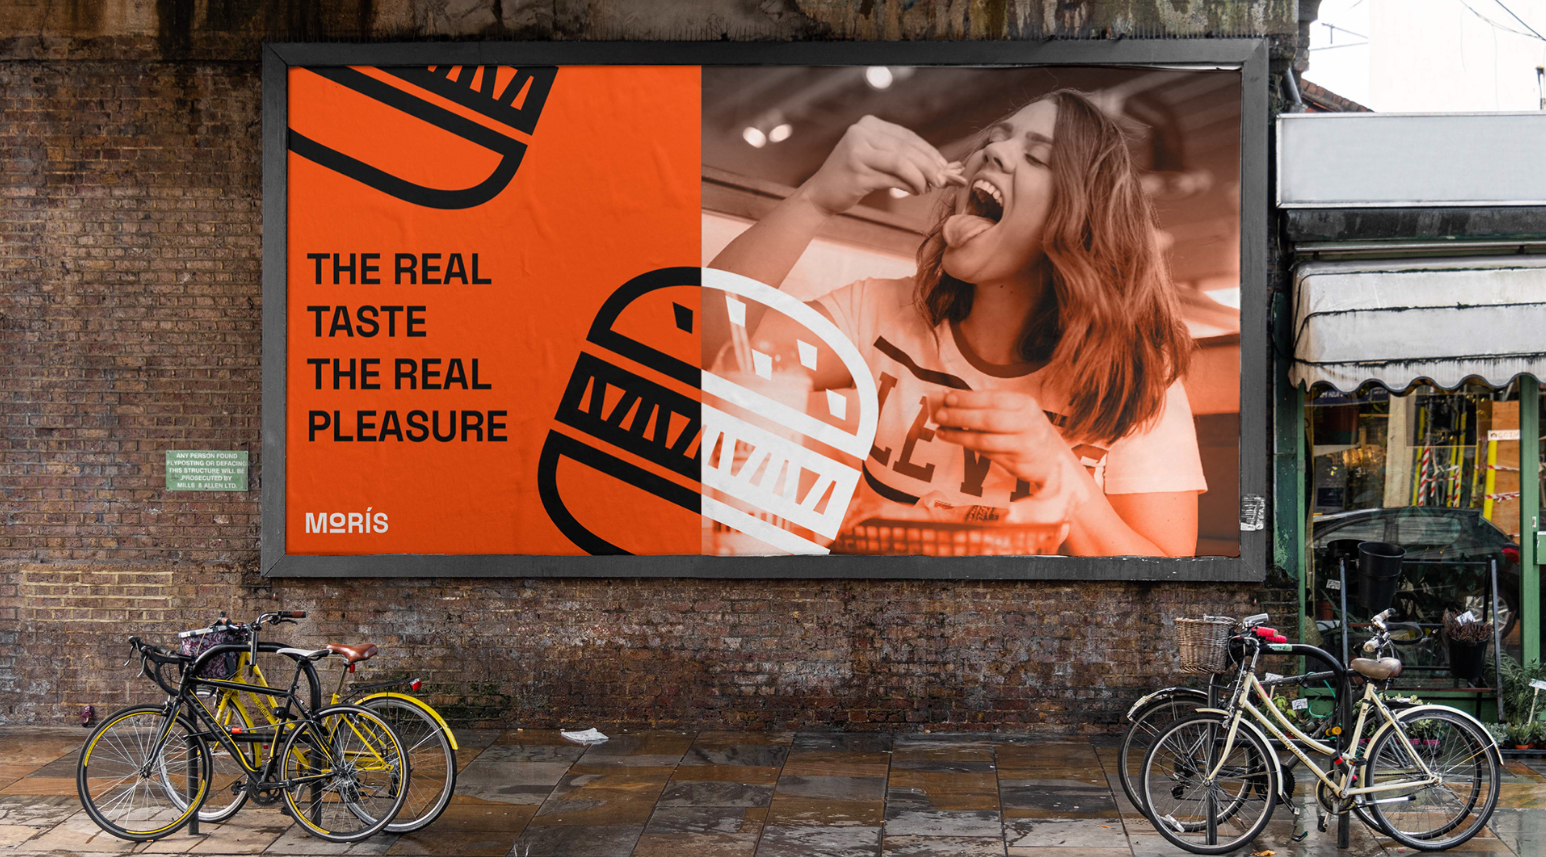 THE REAL
TASTE
THE REAL
PLEASURE
MORÍS
ANY PERSON FOUND
FLYPOSTING OR DEFACING
THIS STRUCTURE WILL BE
PROSECUTED BY
MILLS & ALLEN LTD.
LEVI'S